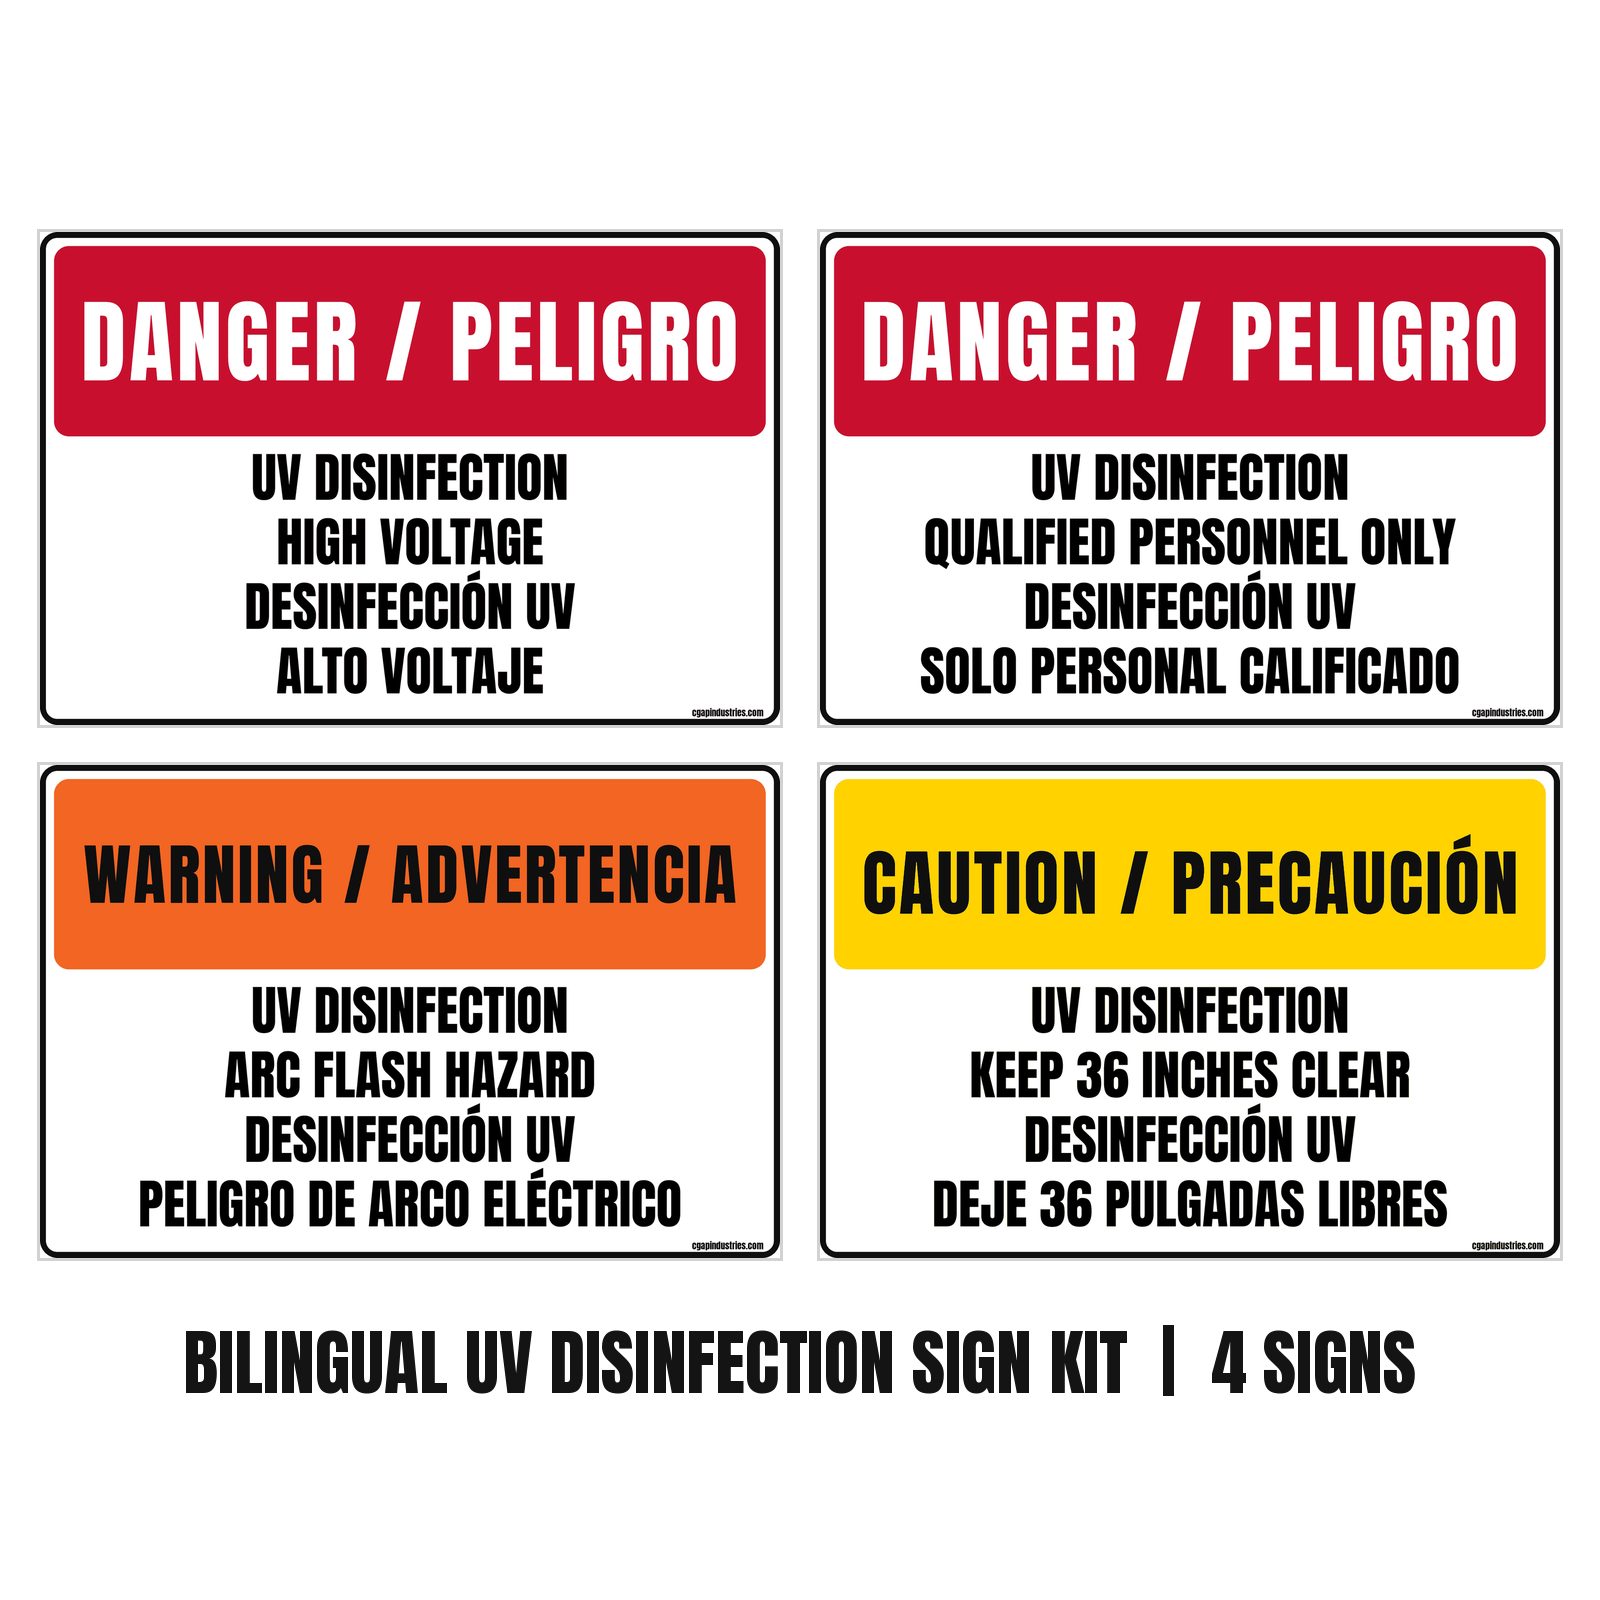 DANGER / PELIGRO
UV DISINFECTION
HIGH VOLTAGE
DESINFECCIÓN UV
ALTO VOLTAJE
cgapindustries.com
DANGER / PELIGRO
UV DISINFECTION
QUALIFIED PERSONNEL ONLY
DESINFECCIÓN UV
SOLO PERSONAL CALIFICADO
cgapindustries.com
WARNING / ADVERTENCIA
UV DISINFECTION
ARC FLASH HAZARD
DESINFECCIÓN UV
PELIGRO DE ARCO ELÉCTRICO
cgapindustries.com
CAUTION / PRECAUCIÓN
UV DISINFECTION
KEEP 36 INCHES CLEAR
DESINFECCIÓN UV
DEJE 36 PULGADAS LIBRES
cgapindustries.com
BILINGUAL UV DISINFECTION SIGN KIT | 4 SIGNS